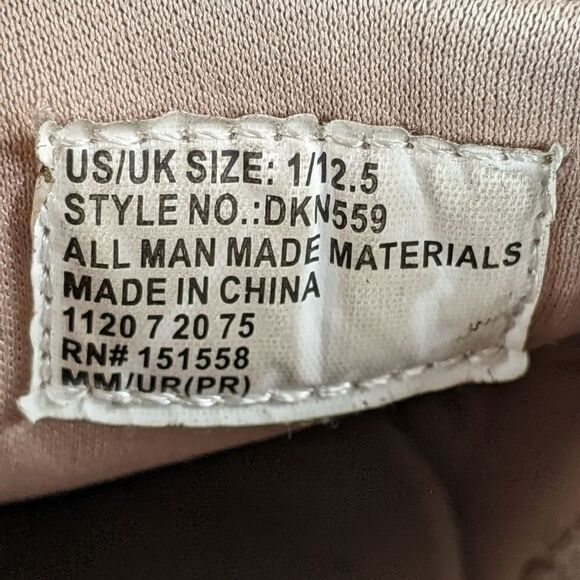 US/UK SIZE: 1/12.5
STYLE NO.:DKN559
ALL MAN MADE MATERIALS
MADE IN CHINA
1120 7 20 75
RN# 151558
MM/UR(PR)